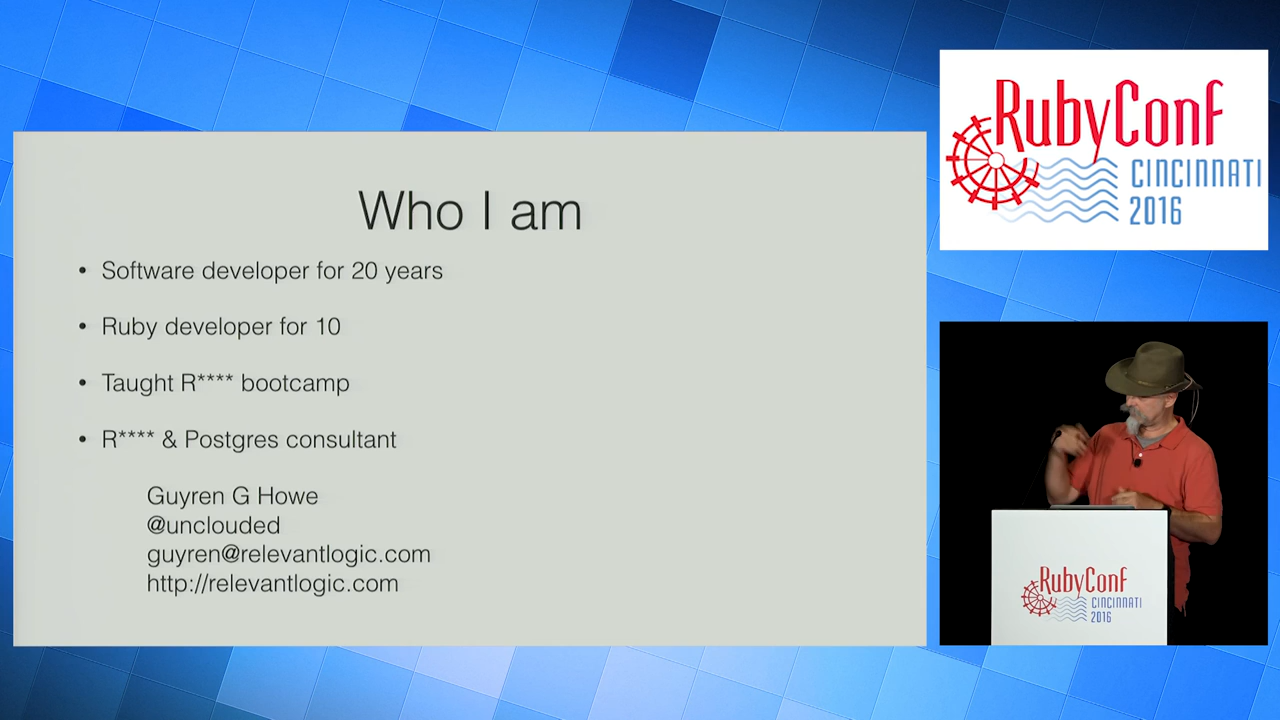 Who I am
• Software developer for 20 years
• Ruby developer for 10
• Taught R**** bootcamp
• R**** & Postgres consultant
Guyren G Howe
@unclouded
guyren@relevantlogic.com
http://relevantlogic.com
RubyConf
CINCINNATI
2016
RubyConf
CINCINNATI
2016